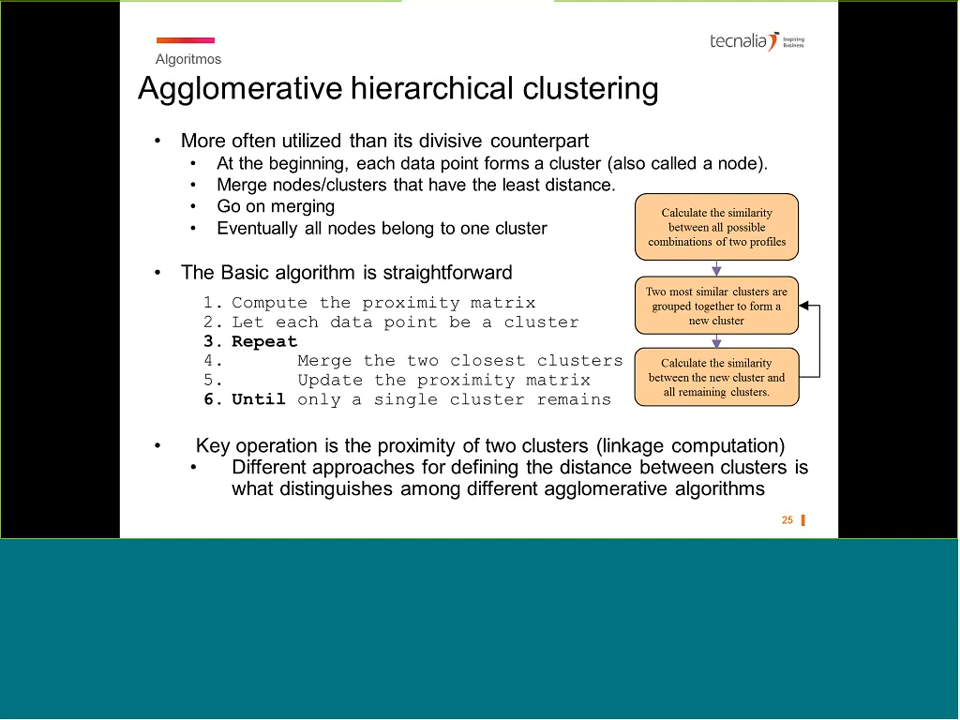 tecnalia Inspiring
Business
Algoritmos
Agglomerative hierarchical clustering
• More often utilized than its divisive counterpart
• At the beginning, each data point forms a cluster (also called a node).
• Merge nodes/clusters that have the least distance.
• Go on merging
• Eventually all nodes belong to one cluster
• The Basic algorithm is straightforward
1. Compute the proximity matrix
2. Let each data point be a cluster
3. Repeat
4. Merge the two closest clusters
5. Update the proximity matrix
6. Until only a single cluster remains
Calculate the similarity
between all possible
combinations of two profiles
Two most similar clusters are
grouped together to form a
new cluster
Calculate the similarity
between the new cluster and
all remaining clusters.
• Key operation is the proximity of two clusters (linkage computation)
• Different approaches for defining the distance between clusters is
what distinguishes among different agglomerative algorithms
25